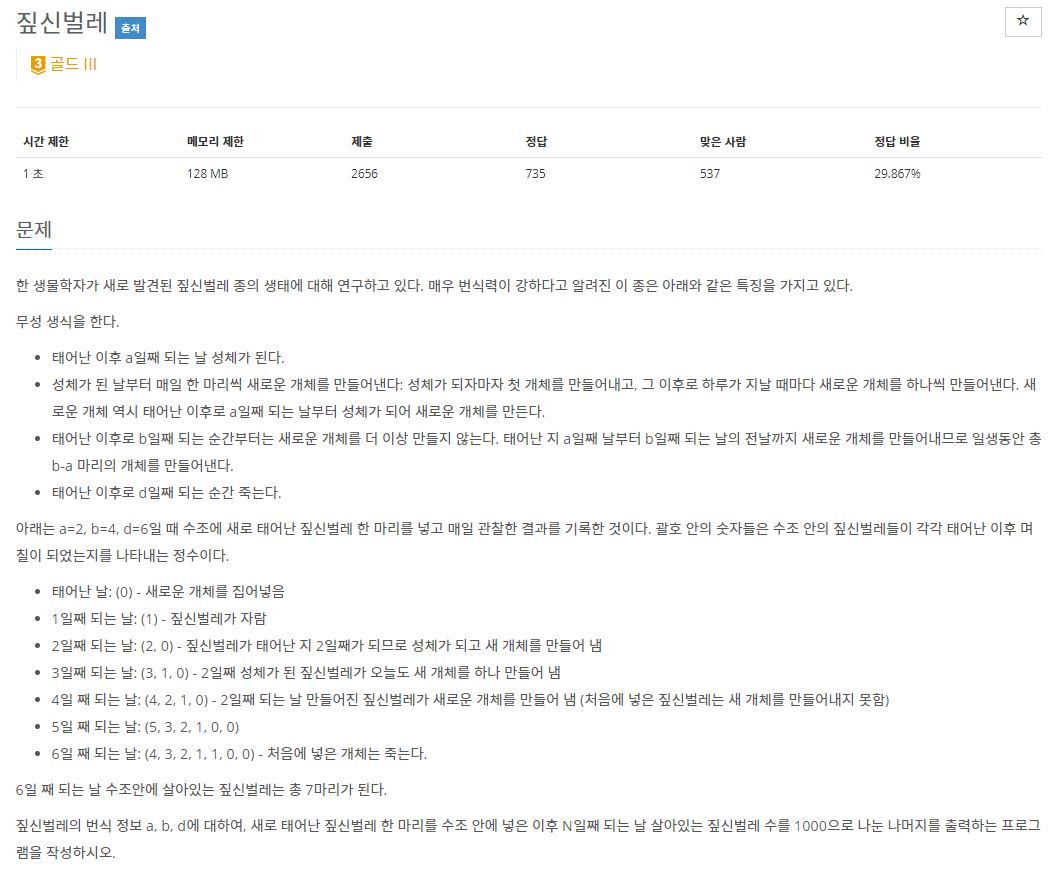 짚신벌레 출처
☆
3 골드 III
시간 제한 메모리 제한 제출 정답 맞은 사람 정답 비율
1 초 128 MB 2656 735 537 29.867%
문제
한 생물학자가 새로 발견된 짚신벌레 종의 생태에 대해 연구하고 있다. 매우 번식력이 강하다고 알려진 이 종은 아래와 같은 특징을 가지고 있다.
무성 생식을 한다.
• 태어난 이후 a일째 되는 날 성체가 된다.
• 성체가 된 날부터 매일 한 마리씩 새로운 개체를 만들어낸다: 성체가 되자마자 첫 개체를 만들어내고, 그 이후로 하루가 지날 때마다 새로운 개체를 하나씩 만들어낸다. 새
로운 개체 역시 태어난 이후로 a일째 되는 날부터 성체가 되어 새로운 개체를 만든다.
• 태어난 이후로 b일째 되는 순간부터는 새로운 개체를 더 이상 만들지 않는다. 태어난 지 a일째 날부터 b일째 되는 날의 전날까지 새로운 개체를 만들어내므로 일생동안 총
b-a 마리의 개체를 만들어낸다.
• 태어난 이후로 d일째 되는 순간 죽는다.
아래는 a=2, b=4, d=6일 때 수조에 새로 태어난 짚신벌레 한 마리를 넣고 매일 관찰한 결과를 기록한 것이다. 괄호 안의 숫자들은 수조 안의 짚신벌레들이 각각 태어난 이후 며
칠이 되었는지를 나타내는 정수이다.
• 태어난 날: (0) - 새로운 개체를 집어넣음
• 1일째 되는 날: (1) - 짚신벌레가 자람
• 2일째 되는 날: (2, 0) - 짚신벌레가 태어난 지 2일째가 되므로 성체가 되고 새 개체를 만들어 냄
• 3일째 되는 날: (3, 1, 0) - 2일째 성체가 된 짚신벌레가 오늘도 새 개체를 하나 만들어 냄
• 4일 째 되는 날: (4, 2, 1, 0) - 2일째 되는 날 만들어진 짚신벌레가 새로운 개체를 만들어 냄 (처음에 넣은 짚신벌레는 새 개체를 만들어내지 못함)
• 5일 째 되는 날: (5, 3, 2, 1, 0, 0)
• 6일 째 되는 날: (4, 3, 2, 1, 1, 0, 0) - 처음에 넣은 개체는 죽는다.
6일 째 되는 날 수조안에 살아있는 짚신벌레는 총 7마리가 된다.
짚신벌레의 번식 정보 a, b, d에 대하여, 새로 태어난 짚신벌레 한 마리를 수조 안에 넣은 이후 N일째 되는 날 살아있는 짚신벌레 수를 1000으로 나눈 나머지를 출력하는 프로그
램을 작성하시오.